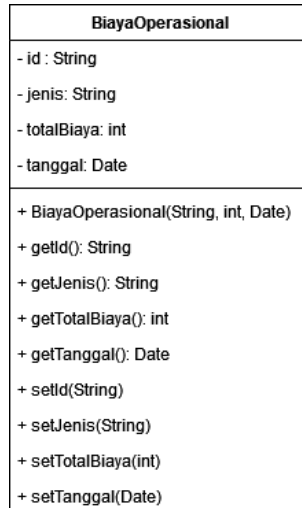 BiayaOperasional
- id : String
- jenis: String
- totalBiaya: int
- tanggal: Date
+ BiayaOperasional(String, int, Date)
+ getId(): String
+ getJenis(): String
+ getTotalBiaya(): int
+ getTanggal(): Date
+ setId(String)
+ setJenis(String)
+ setTotalBiaya(int)
+ setTanggal(Date)